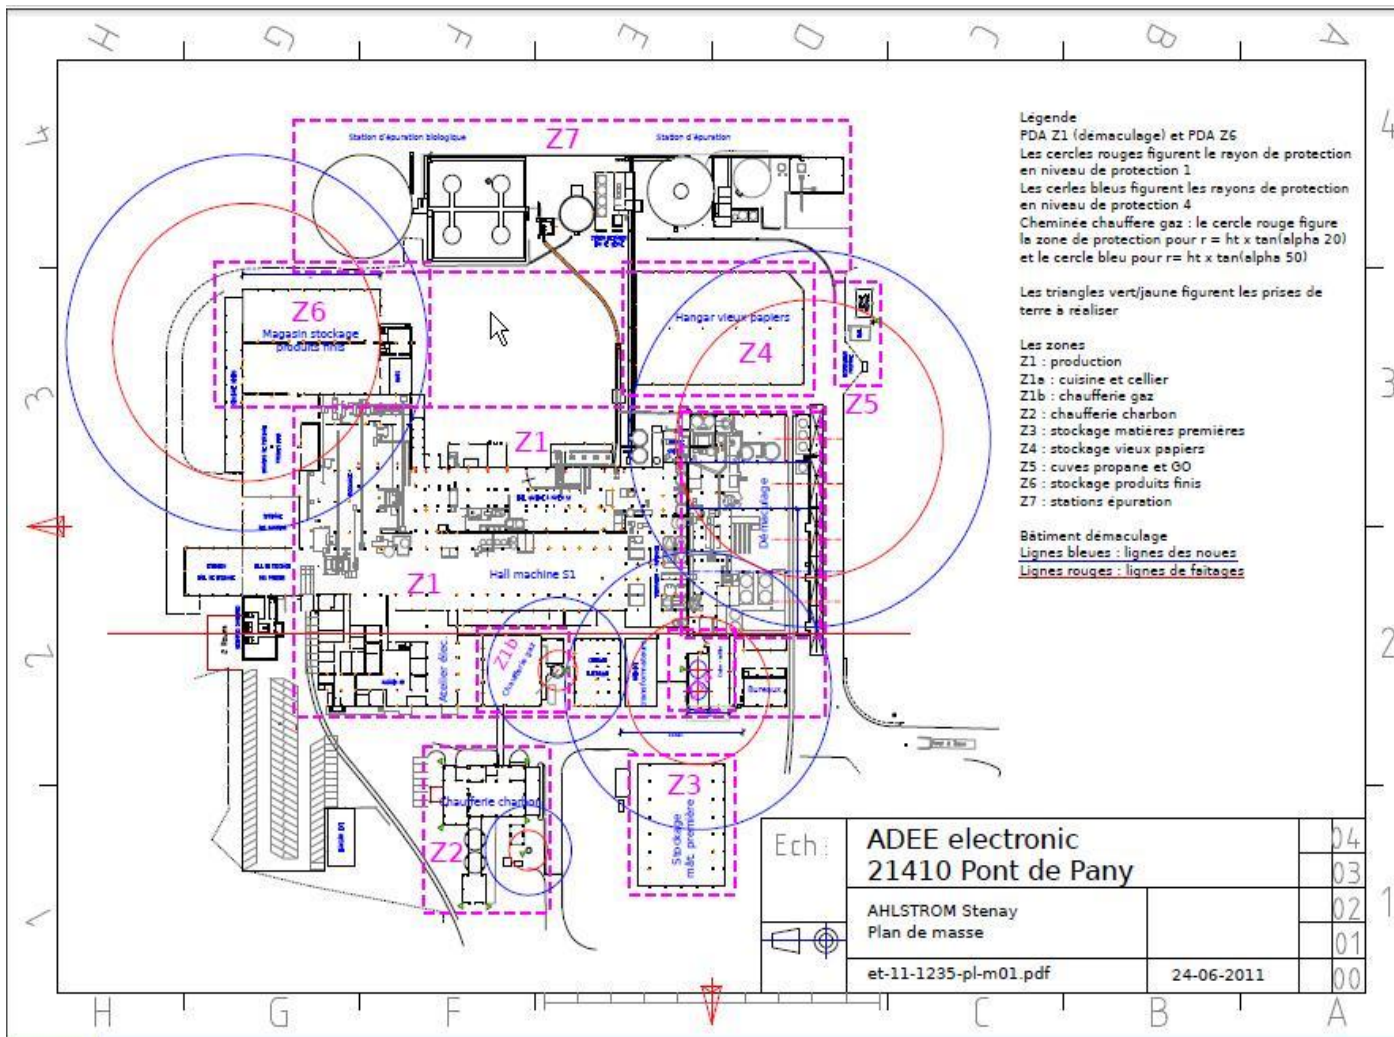 H G F E D C B A
4
3
2
1
Station d'épuration biologique
Z7
Station d'épuration
Z6
Magasin stockage
produits finis
Hangar vieux papiers
Z4
Z5
Z1
Démaculage
Z1
Hall machine S1
Atelier élec.
Z1b
Chaufferie gaz
Bureaux
Z3
Stockage
mât. première
Chaufferie charbon
Z2
Légende
PDA Z1 (démaculage) et PDA Z6
Les cercles rouges figurent le rayon de protection
en niveau de protection 1
Les cerles bleus figurent les rayons de protection
en niveau de protection 4
Cheminée chauffere gaz : le cercle rouge figure
la zone de protection pour r = ht x tan(alpha 20)
et le cercle bleu pour r= ht x tan(alpha 50)
Les triangles vert/jaune figurent les prises de
terre à réaliser
Les zones
Z1 : production
Z1a : cuisine et cellier
Z1b : chaufferie gaz
Z2 : chaufferie charbon
Z3 : stockage matières premières
Z4 : stockage vieux papiers
Z5 : cuves propane et GO
Z6 : stockage produits finis
Z7 : stations épuration
Bâtiment démaculage
Lignes bleues : lignes des noues
Lignes rouges : lignes de faitages
Ech :
ADEE electronic
21410 Pont de Pany
AHLSTROM Stenay
Plan de masse
et-11-1235-pl-m01.pdf
24-06-2011
04
03
02
01
00
4
3
2
1
H G F C B A